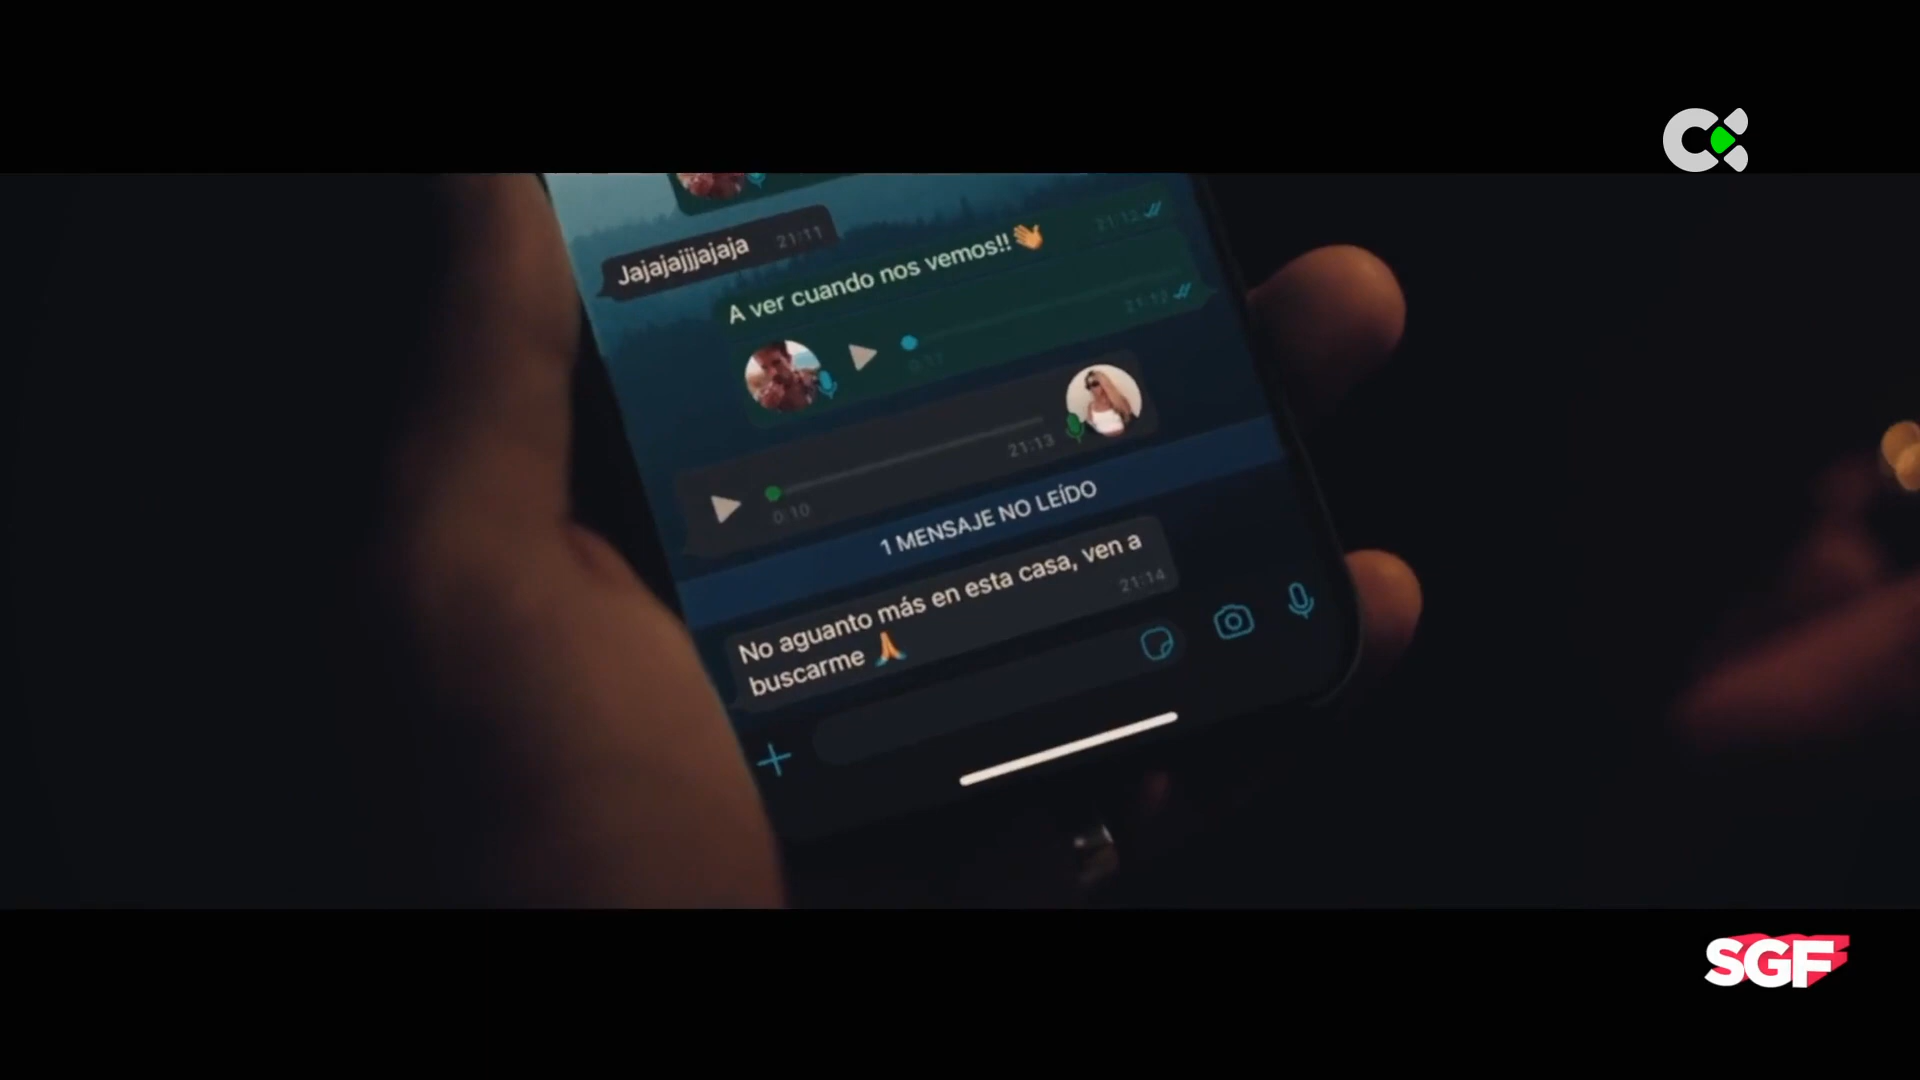 Jajajajjjajaja 21:11
A ver cuando nos vemos!!👋 21:12
21:12
0:10 21:13
1 MENSAJE NO LEÍDO
No aguanto más en esta casa, ven a
buscarme 🙏 21:14
SGF